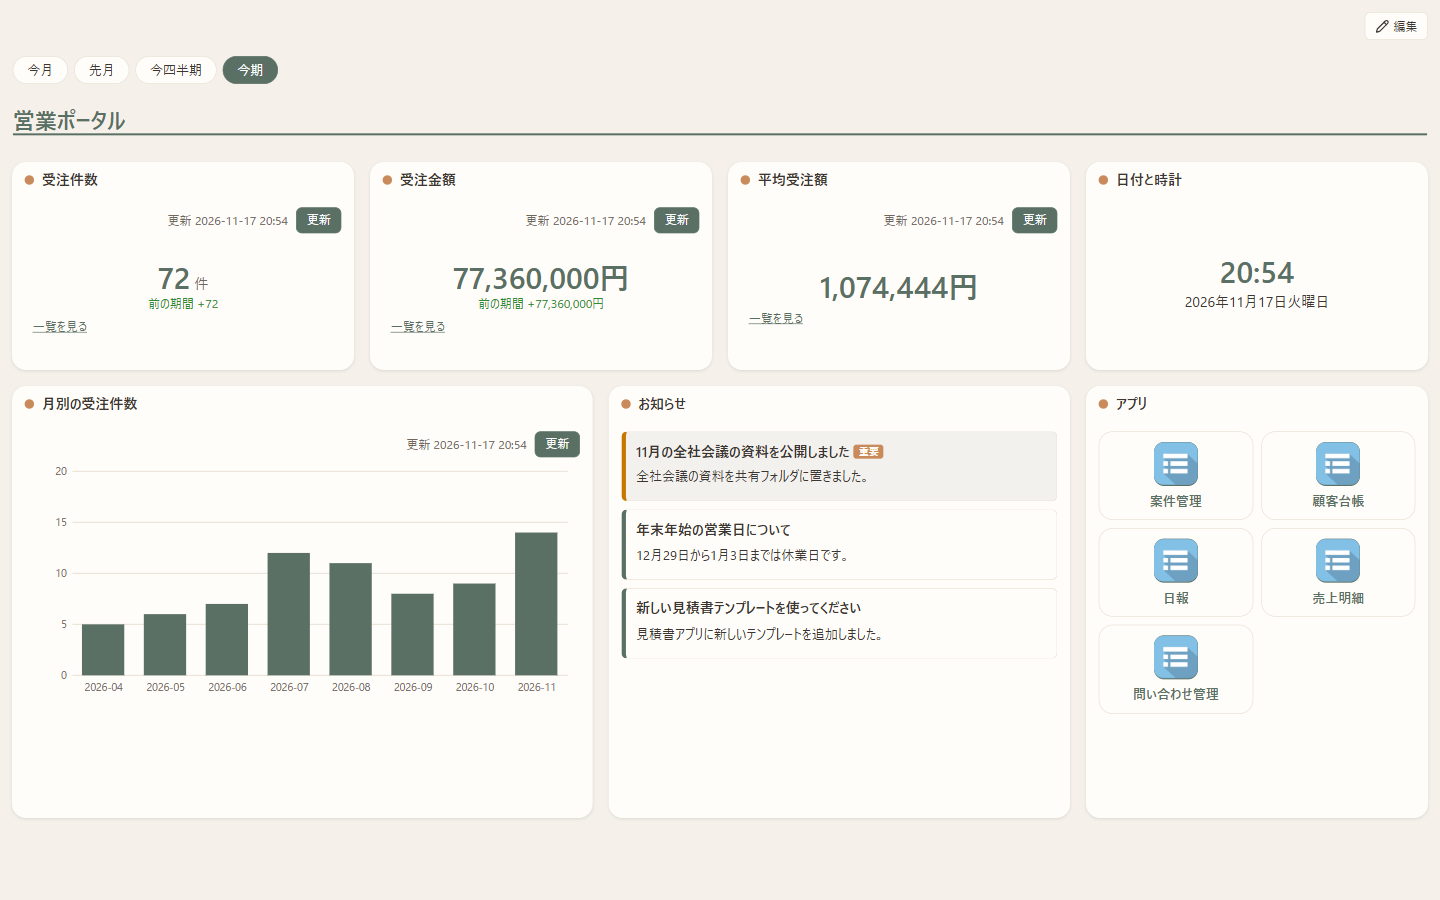 編集
今月 先月 今四半期 今期
営業ポータル
受注件数
更新 2026-11-17 20:54 更新
72 件
前の期間 +72
一覧を見る
受注金額
更新 2026-11-17 20:54 更新
77,360,000円
前の期間 +77,360,000円
一覧を見る
平均受注額
更新 2026-11-17 20:54 更新
1,074,444円
一覧を見る
日付と時計
20:54
2026年11月17日火曜日
月別の受注件数
更新 2026-11-17 20:54 更新
20
15
10
5
0
2026-04 2026-05 2026-06 2026-07 2026-08 2026-09 2026-10 2026-11
お知らせ
11月の全社会議の資料を公開しました 重要
全社会議の資料を共有フォルダに置きました。
年末年始の営業日について
12月29日から1月3日までは休業日です。
新しい見積書テンプレートを使ってください
見積書アプリに新しいテンプレートを追加しました。
アプリ
案件管理 顧客台帳
日報 売上明細
問い合わせ管理